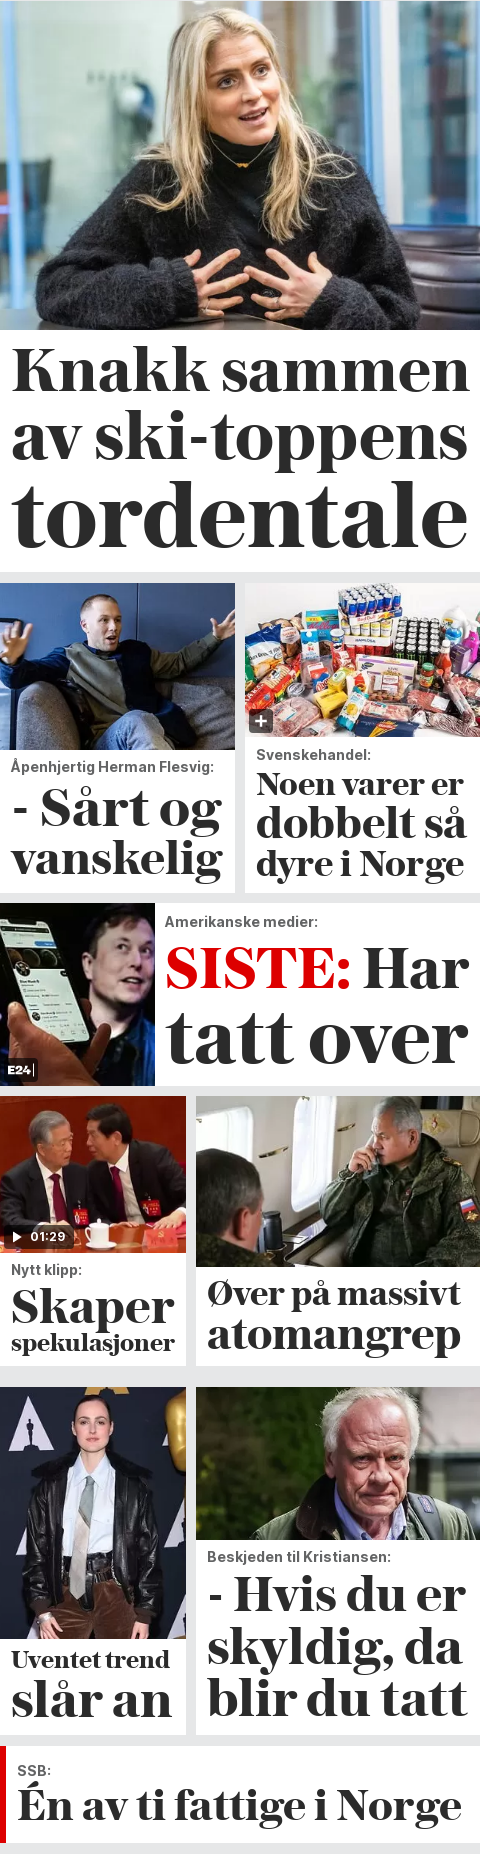 Knakk sammen
av ski-toppens
tordentale
Åpenhjertig Herman Flesvig:
- Sårt og
vanskelig
Svenskehandel:
Noen varer er
dobbelt så
dyre i Norge
E24
Amerikanske medier:
SISTE: Har
tatt over
01:29
Nytt klipp:
Skaper
spekulasjoner
Øver på massivt
atomangrep
Uventet trend
slår an
Beskjeden til Kristiansen:
- Hvis du er
skyldig, da
blir du tatt
SSB:
Én av ti fattige i Norge